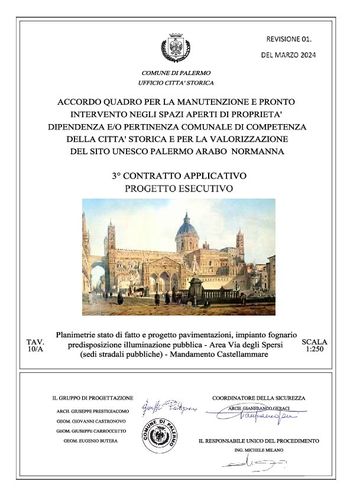 REVISIONE 01.
DEL MARZO 2024
COMUNE DI PALERMO
UFFICIO CITTA' STORICA
ACCORDO QUADRO PER LA MANUTENZIONE E PRONTO
INTERVENTO NEGLI SPAZI APERTI DI PROPRIETA'
DIPENDENZA E/O PERTINENZA COMUNALE DI COMPETENZA
DELLA CITTA' STORICA E PER LA VALORIZZAZIONE
DEL SITO UNESCO PALERMO ARABO NORMANNA
3° CONTRATTO APPLICATIVO
PROGETTO ESECUTIVO
TAV.
10/A
Planimetrie stato di fatto e progetto pavimentazioni, impianto fognario
predisposizione illuminazione pubblica - Area Via degli Spersi
(sedi stradali pubbliche) - Mandamento Castellammare
SCALA
1:250
IL GRUPPO DI PROGETTAZIONE
ARCH. GIUSEPPE PRESTIGIACOMO
GEOM. GIOVANNI CASTRONOVO
GEOM. GIUSEPPE CARROCCETTO
GEOM. EUGENIO BUTERA
COMUNE DI PALERMO
COORDINATORE DELLA SICUREZZA
ARCH. GIANFRANCO GERACI
IL RESPONSABILE UNICO DEL PROCEDIMENTO
ING. MICHELE MILANO